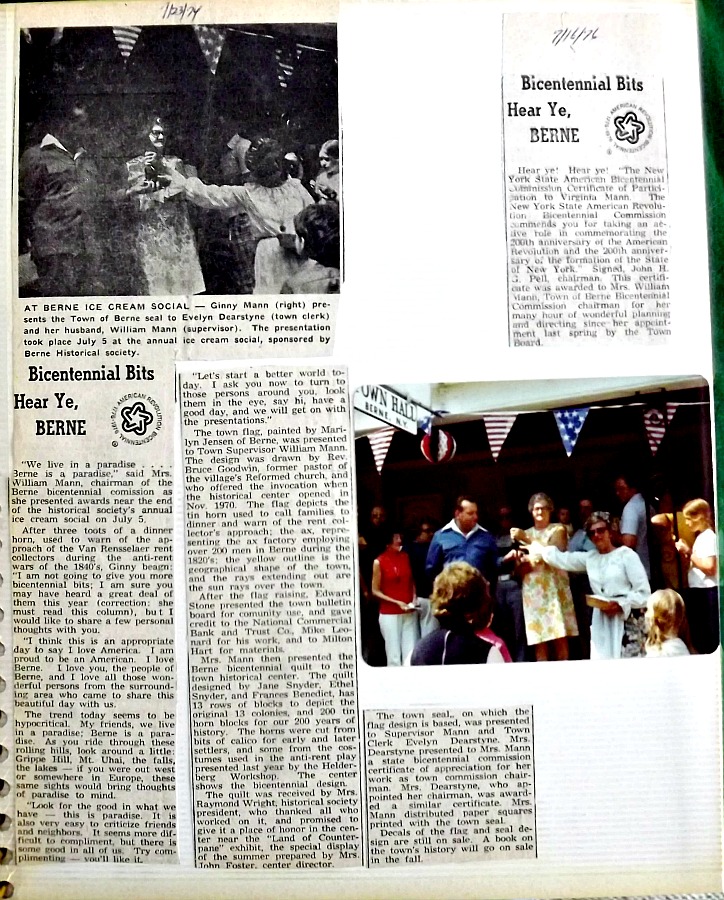 7/23/76
AT BERNE ICE CREAM SOCIAL — Ginny Mann (right) pre-
sents the Town of Berne seal to Evelyn Dearstyne (town clerk)
and her husband, William Mann (supervisor). The presentation
took place July 5 at the annual ice cream social, sponsored by
Berne Historical society.
Bicentennial Bits
Hear Ye,
BERNE
AMERICAN REVOLUTION BICENTENNIAL
"We live in a paradise . . . .
Berne is a paradise," said Mrs.
William Mann, chairman of the
Berne bicentennial comission as
she presented awards near the end
of the historical society's annual
ice cream social on July 5.
After three toots of a dinner
horn, used to warn of the ap-
proach of the Van Rensselaer rent
collectors during the anti-rent
wars of the 1840's, Ginny began:
"I am not going to give you more
bicentennial bits; I am sure you
may have heard a great deal of
them this year (correction: she
must read this column), but I
would like to share a few personal
thoughts with you.
"I think this is an appropriate
day to say I love America. I am
proud to be an American. I love
Berne. I love you, the people of
Berne, and I love all those won-
derful persons from the surround-
ing area who came to share this
beautiful day with us.
The trend today seems to be
hypocritical. My friends, we live
in a paradise; Berne is a para-
dise. As you ride through these
rolling hills, look around a little:
Grippe Hill, Mt. Uhai, the falls,
the lakes — if you were out west
or somewhere in Europe, these
same sights would bring thoughts
of paradise to mind.
"Look for the good in what we
have — this is paradise. It is
also very easy to criticize friends
and neighbors. It seems more dif-
ficult to compliment, but there is
some good in all of us. Try com-
plimenting — you'll like it.
"Let's start a better world to-
day. I ask you now to turn to
those persons around you, look
them in the eye, say hi, have a
good day, and we will get on with
the presentations."
The town flag, painted by Mari-
lyn Jensen of Berne, was presented
to Town Supervisor William Mann.
The design was drawn by Rev.
Bruce Goodwin, former pastor of
the village's Reformed church, and
who offered the invocation when
the historical center opened in
Nov. 1970. The flag depicts the
tin horn used to call families to
dinner and warn of the rent col-
lector's approach; the ax, repre-
senting the ax factory employing
over 200 men in Berne during the
1820's; the yellow outline is the
geographical shape of the town,
and the rays extending out are
the sun rays over the town.
After the flag raising, Edward
Stone presented the town bulletin
board for comunity use, and gave
credit to the National Commercial
Bank and Trust Co., Mike Leo-
nard for his work, and to Milton
Hart for materials.
Mrs. Mann then presented the
Berne bicentennial quilt to the
town historical center. The quilt
designed by Jane Snyder, Ethel
Snyder, and Frances Benedict, has
13 rows of blocks to depict the
original 13 colonies, and 200 tin
horn blocks for our 200 years of
history. The horns were cut from
bits of calico for early and later
settlers, and some from the cos-
tumes used in the anti-rent play
presented last year by the Helder-
berg Workshop. The center
shows the bicentennial design.
The quilt was received by Mrs.
Raymond Wright, historical society
president, who thanked all who
worked on it, and promised to
give it a place of honor in the cen-
ter near the "Land of Counter-
pane" exhibit, the special display
of the summer prepared by Mrs.
John Foster, center director.
7/16/76
Bicentennial Bits
Hear Ye,
BERNE
AMERICAN REVOLUTION BICENTENNIAL
Hear ye! Hear ye! "The New
York State American Bicentennial
Commission Certificate of Partici-
pation to Virginia Mann. The
New York State American Revolu-
tion Bicentennial Commission
commends you for taking an ac-
tive role in commemorating the
200th anniversary of the American
Revolution and the 200th anniver-
sary of the formation of the State
of New York." Signed, John H.
G. Pell, chairman. This certifi-
cate was awarded to Mrs. William
Mann, Town of Berne Bicentennial
Commission chairman for her
many hour of wonderful planning
and directing since her appoint-
ment last spring by the Town
Board.
OWN HALL
BERNE N.Y.
The town seal, on which the
flag design is based, was presented
to Supervisor Mann and Town
Clerk Evelyn Dearstyne. Mrs.
Dearstyne presented to Mrs. Mann
a state bicentennial commission
certificate of appreciation for her
work as town commission chair-
man. Mrs. Dearstyne, who ap-
pointed her chairman, was award-
ed a similar certificate. Mrs.
Mann distributed paper squares
printed with the town seal.
Decals of the flag and seal de-
sign are still on sale. A book on
the town's history will go on sale
in the fall.